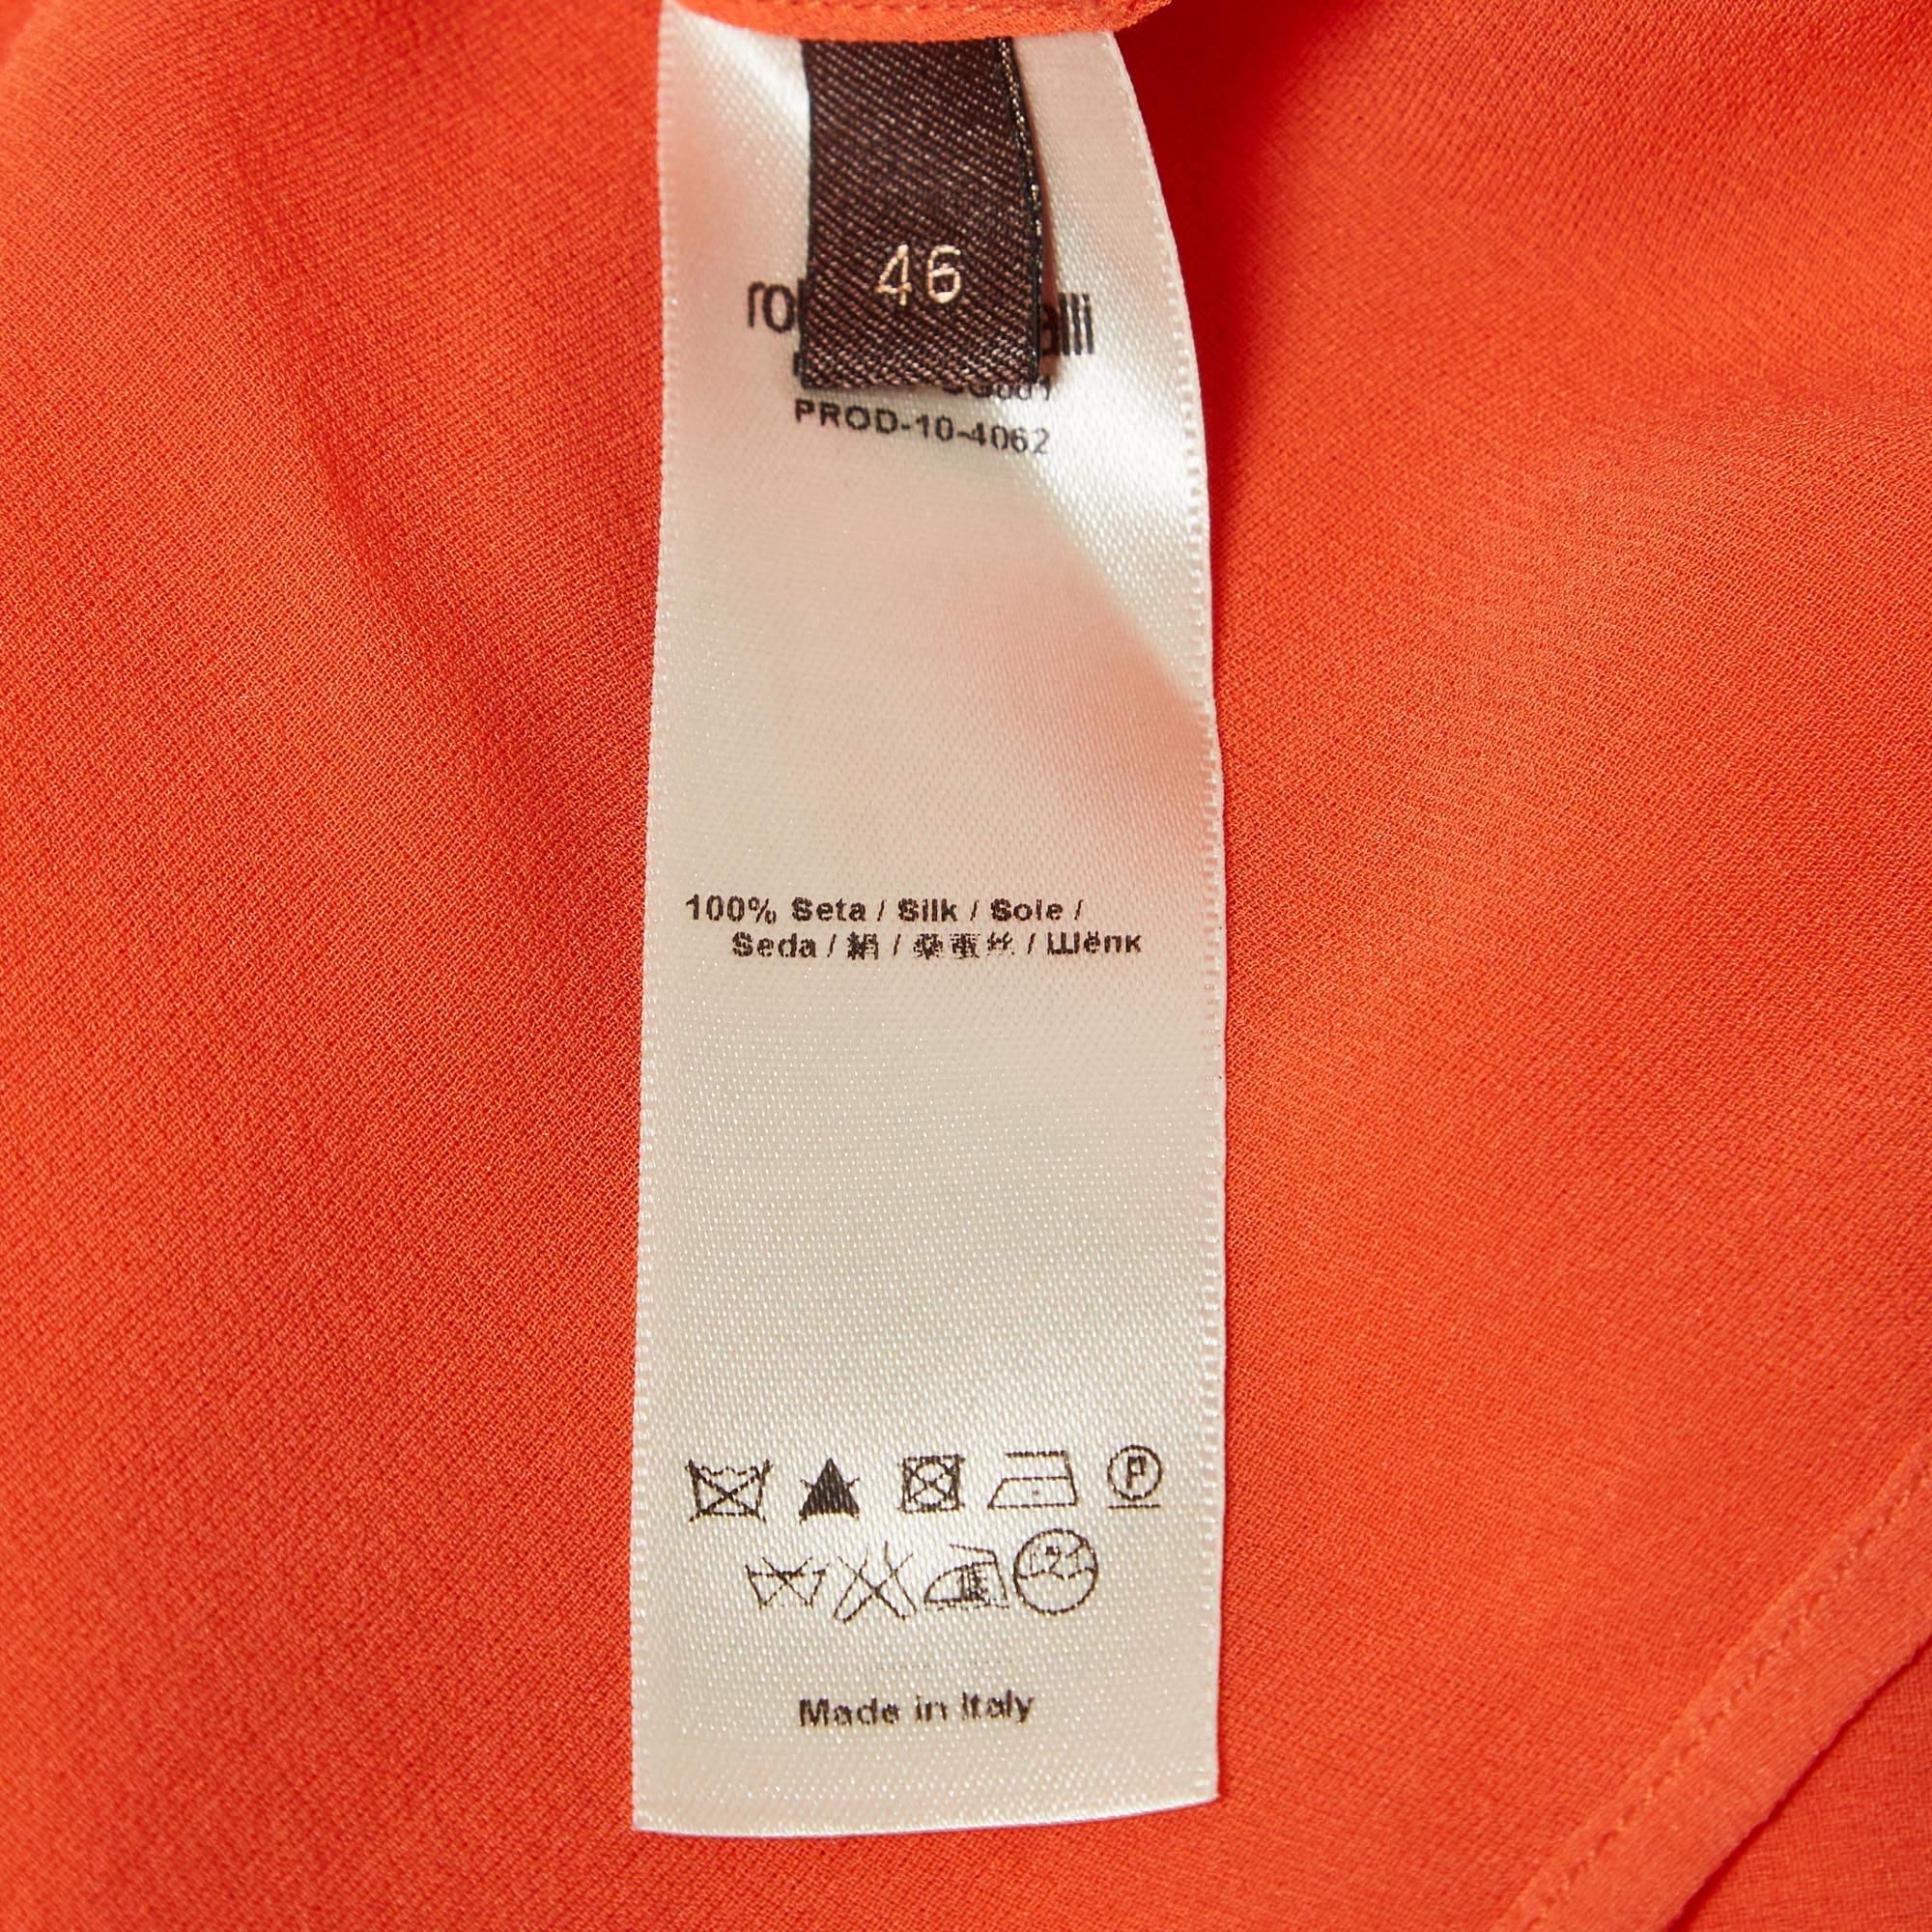 46
PROD-10-4062
100% Seta / Silk / Soie /
Seda / 絹 / 桑蚕丝 / Шёлк
P
Made in Italy